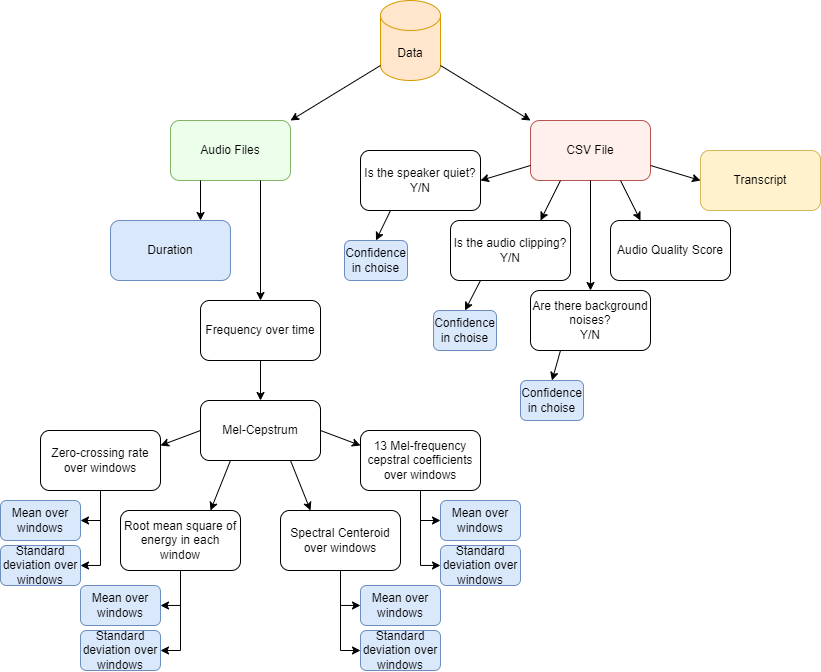 Data
Audio Files
CSV File
Is the speaker quiet?
Y/N
Transcript
Duration
Confidence
in choise
Is the audio clipping?
Y/N
Audio Quality Score
Frequency over time
Confidence
in choise
Are there background
noises?
Y/N
Confidence
in choise
Mel-Cepstrum
Zero-crossing rate
over windows
13 Mel-frequency
cepstral coefficients
over windows
Mean over
windows
Standard
deviation over
windows
Root mean square of
energy in each
window
Spectral Centeroid
over windows
Mean over
windows
Standard
deviation over
windows
Mean over
windows
Standard
deviation over
windows
Mean over
windows
Standard
deviation over
windows